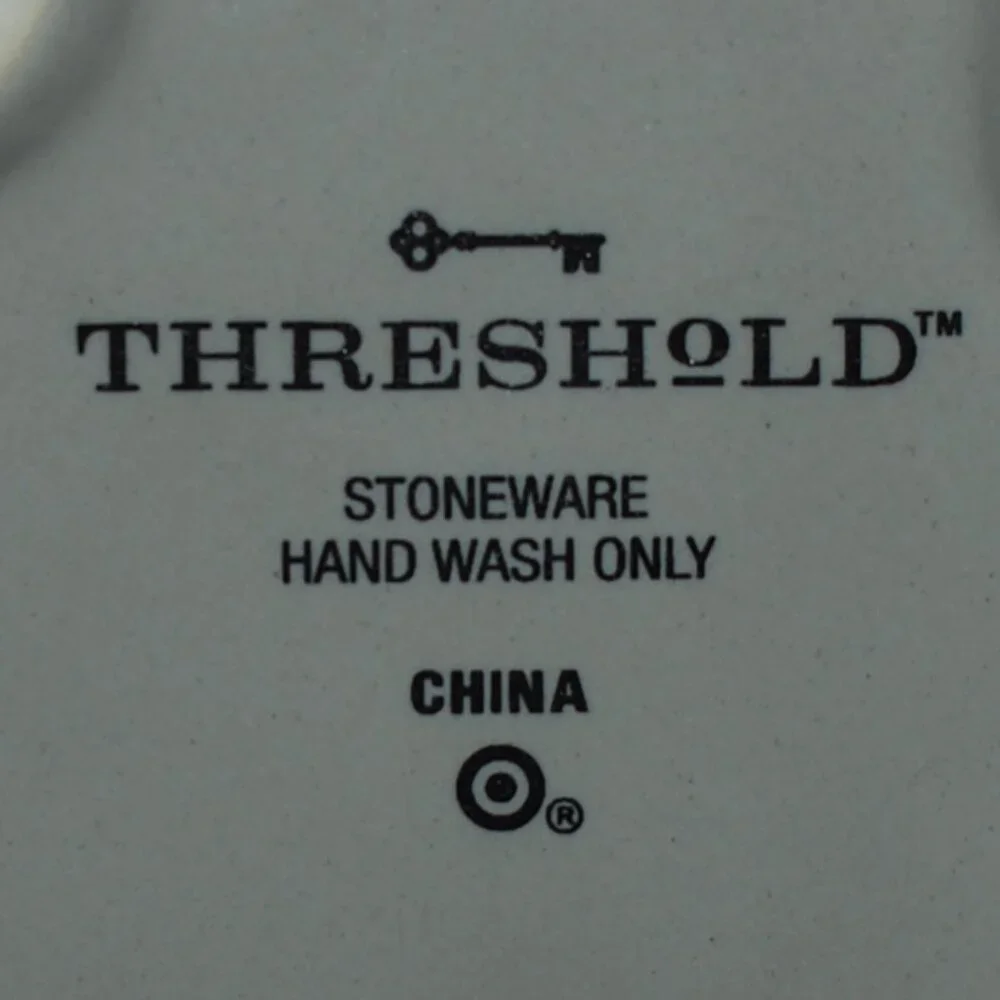 THRESHOLD™
STONEWARE
HAND WASH ONLY
CHINA
®